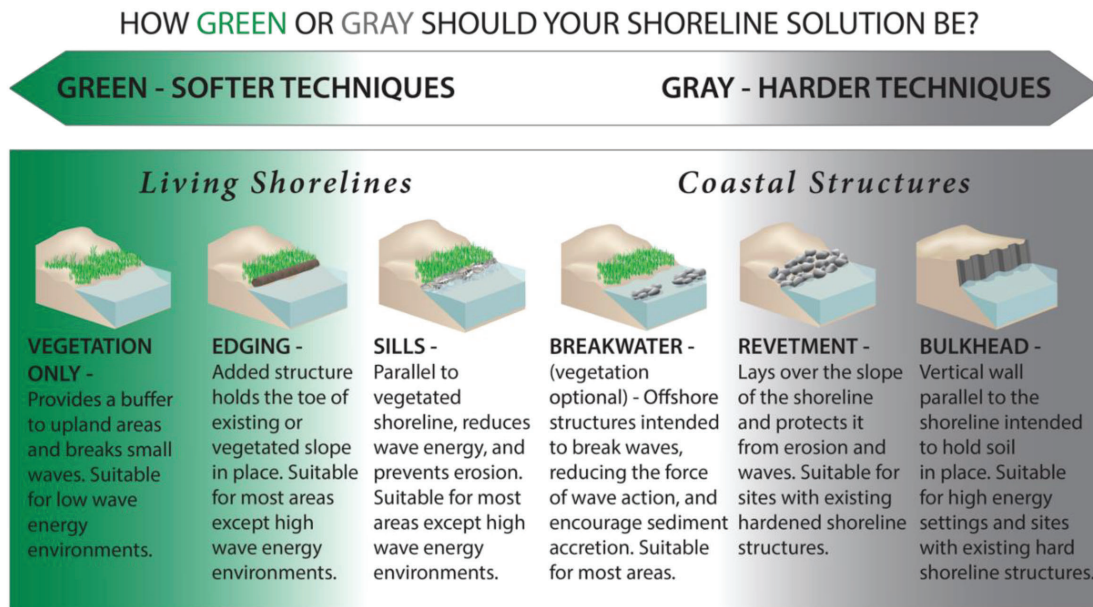 HOW GREEN OR GRAY SHOULD YOUR SHORELINE SOLUTION BE?
GREEN - SOFTER TECHNIQUES
GRAY - HARDER TECHNIQUES
Living Shorelines
Coastal Structures
VEGETATION
ONLY -
Provides a buffer
to upland areas
and breaks small
waves. Suitable
for low wave
energy
environments.
EDGING -
Added structure
holds the toe of
existing or
vegetated slope
in place. Suitable
for most areas
except high
wave energy
environments.
SILLS -
Parallel to
vegetated
shoreline, reduces
wave energy, and
prevents erosion.
Suitable for most
areas except high
wave energy
environments.
BREAKWATER -
(vegetation
optional) - Offshore
structures intended
to break waves,
reducing the force
of wave action, and
encourage sediment
accretion. Suitable
for most areas.
REVETMENT -
Lays over the slope
of the shoreline
and protects it
from erosion and
waves. Suitable for
sites with existing
hardened shoreline
structures.
BULKHEAD -
Vertical wall
parallel to the
shoreline intended
to hold soil
in place. Suitable
for high energy
settings and sites
with existing hard
shoreline structures.